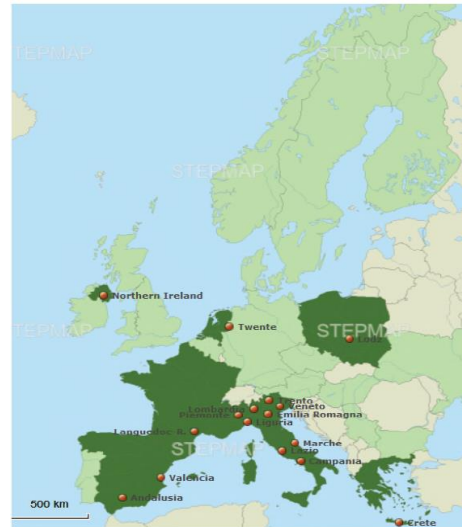 STEPMAP
STEPMAP
STEPMAP
Northern Ireland
Twente
STEPMAP
STEPMAP
Lodz
Trento
Lombardia
Veneto
Piemonte
Emilia Romagna
Liguria
Languedoc R.
Marche
STEPMAP
Lazio
Campania
Valencia
Andalusia
500 km
Crete